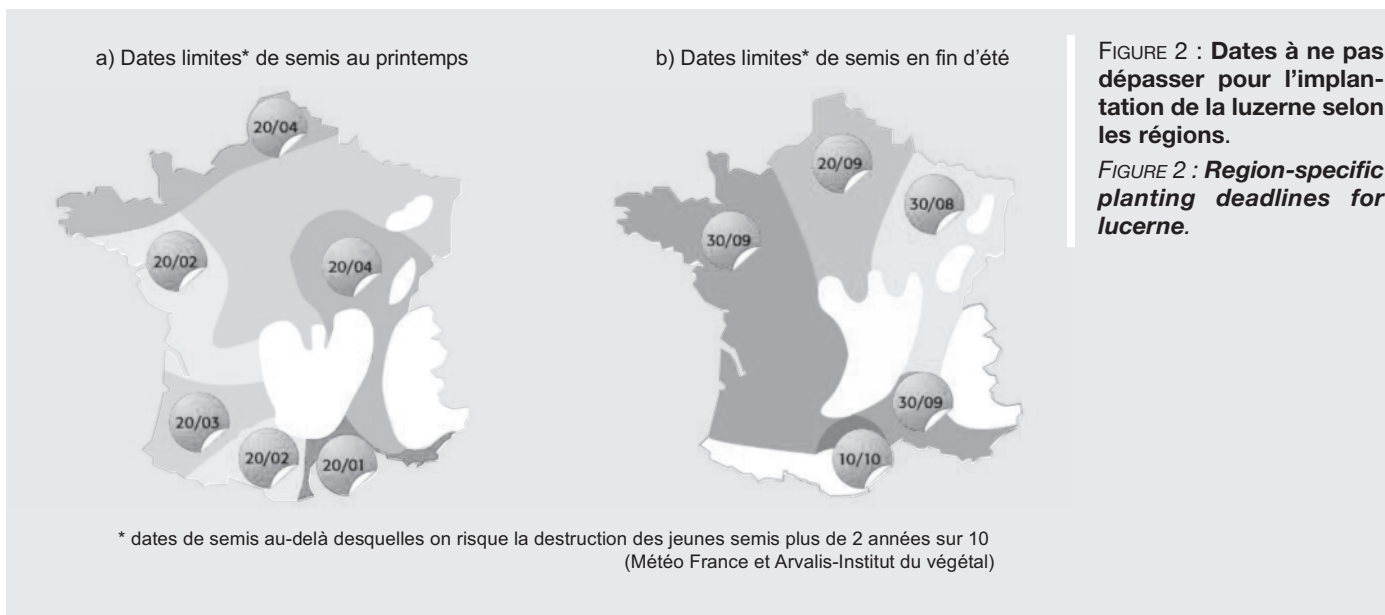 a) Dates limites* de semis au printemps
20/04
20/02
20/04
20/03
20/02
20/01
b) Dates limites* de semis en fin d'été
20/09
30/08
30/09
30/09
10/10
* dates de semis au-delà desquelles on risque la destruction des jeunes semis plus de 2 années sur 10
(Météo France et Arvalis-Institut du végétal)
FIGURE 2 : Dates à ne pas
dépasser pour l'implan-
tation de la luzerne selon
les régions.
FIGURE 2 : Region-specific
planting deadlines for
lucerne.